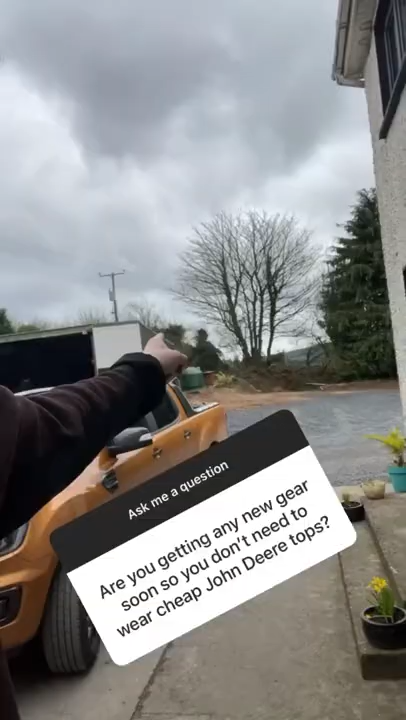 Ask me a question
Are you getting any new gear
soon so you don't need to
wear cheap John Deere tops?